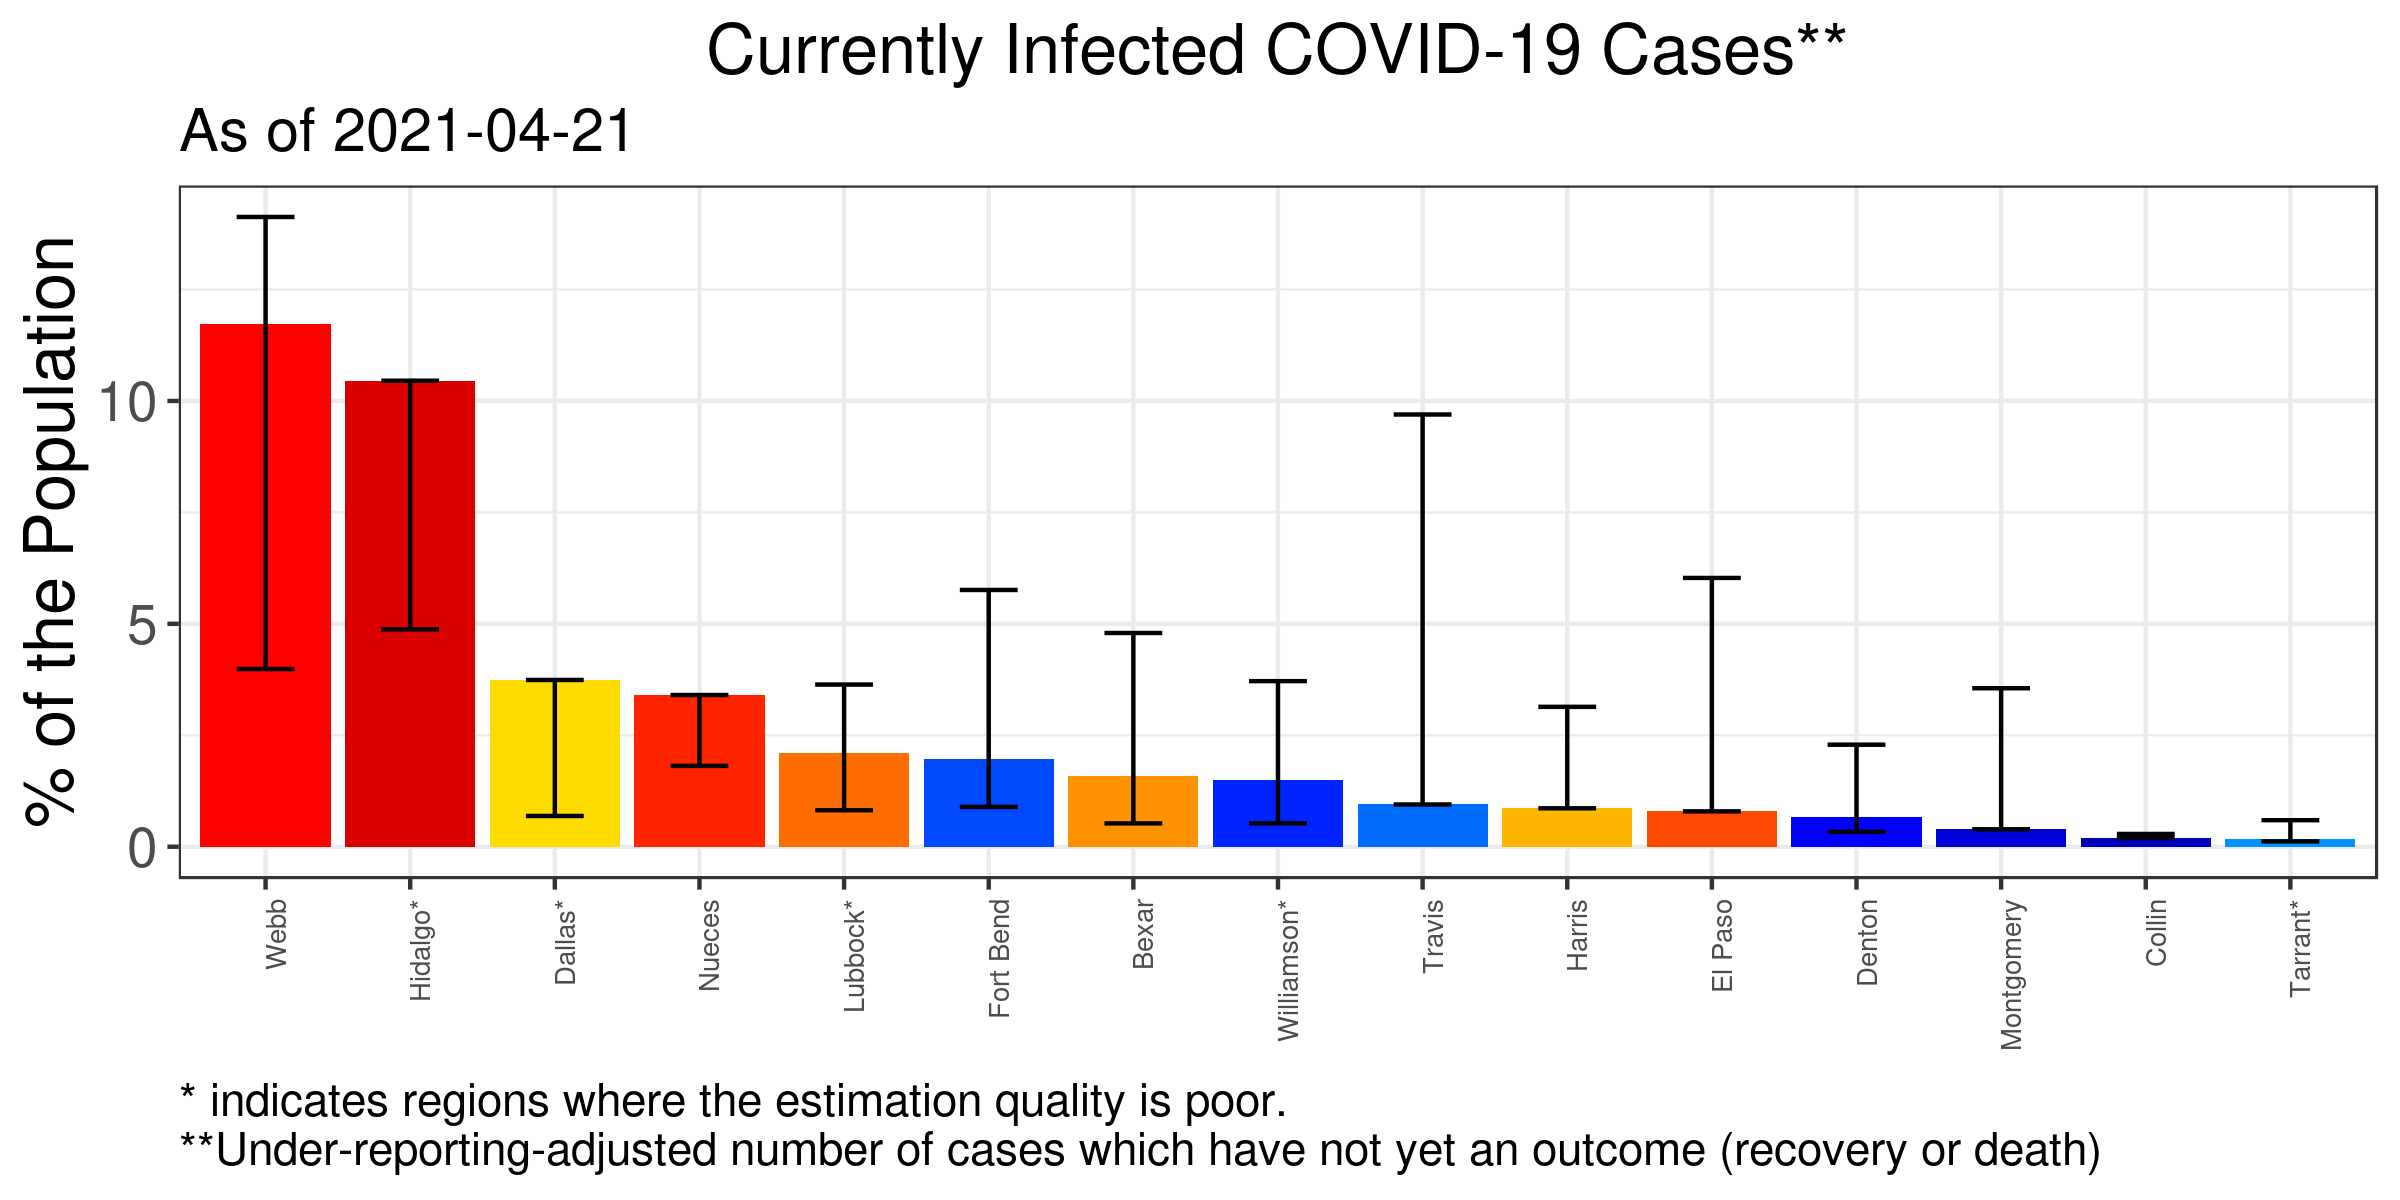 Currently Infected COVID-19 Cases**
As of 2021-04-21
% of the Population
10
5
0
Webb
Hidalgo*
Dallas*
Nueces
Lubbock*
Fort Bend
Bexar
Williamson*
Travis
Harris
El Paso
Denton
Montgomery
Collin
Tarrant*
* indicates regions where the estimation quality is poor.
**Under-reporting-adjusted number of cases which have not yet an outcome (recovery or death)